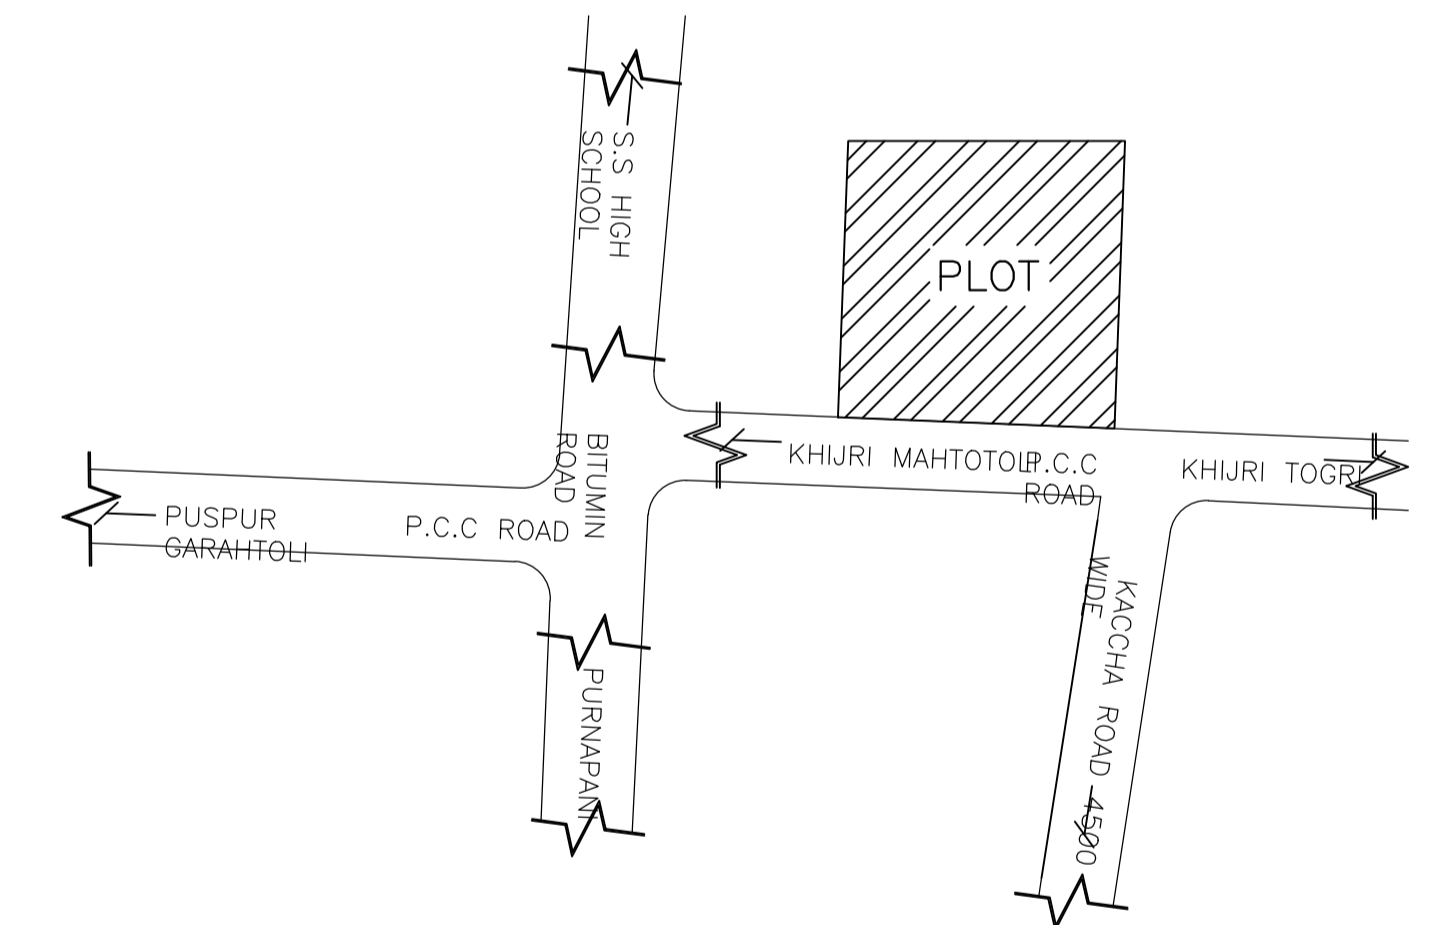 S.S HIGH
SCHOOL
PLOT
BITUMIN
ROAD
KHIJRI MAHTOTOLI
P.C.C
ROAD
KHIJRI TOGRI
PUSPUR
GARAHTOLI
P.C.C ROAD
KACCHA ROAD 4500
WIDE
PURNAPANI